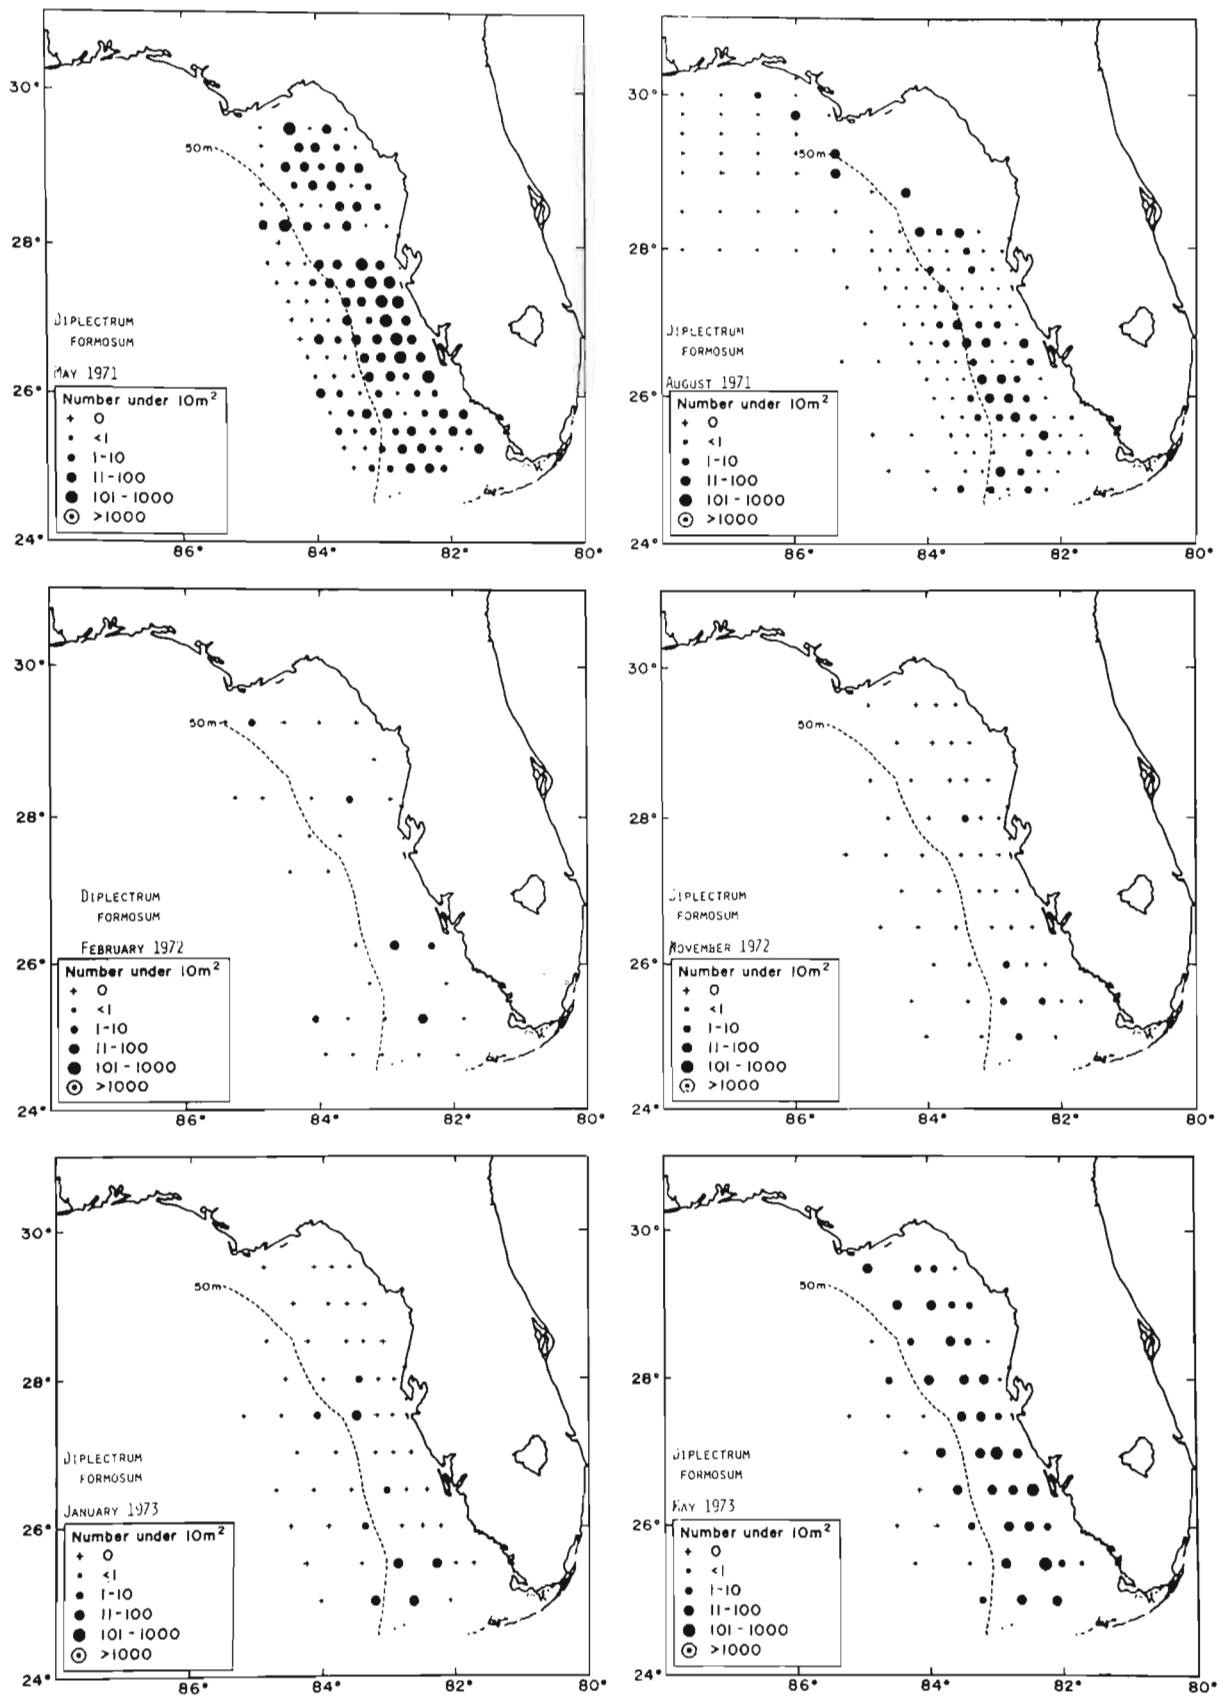 30°
50m
28°
DIPLECTRUM
FORMOSUM
MAY 1971
26°
Number under 10m²
+ 0
<1
1-10
11-100
101-1000
>1000
24°
86° 84° 82° 80°
30°
50m
28°
DIPLECTRUM
FORMOSUM
AUGUST 1971
26°
Number under 10m²
+ 0
<1
1-10
11-100
101-1000
>1000
24°
86° 84° 82° 80°
30°
50m
28°
DIPLECTRUM
FORMOSUM
FEBRUARY 1972
26°
Number under 10m²
+ 0
<1
1-10
11-100
101-1000
>1000
24°
86° 84° 82° 80°
30°
50m
28°
DIPLECTRUM
FORMOSUM
NOVEMBER 1972
26°
Number under 10m²
+ 0
<1
1-10
11-100
101-1000
>1000
24°
86° 84° 82° 80°
30°
50m
28°
DIPLECTRUM
FORMOSUM
JANUARY 1973
26°
Number under 10m²
+ 0
<1
1-10
11-100
101-1000
>1000
24°
86° 84° 82° 80°
30°
50m
28°
DIPLECTRUM
FORMOSUM
MAY 1973
26°
Number under 10m²
+ 0
<1
1-10
11-100
101-1000
>1000
24°
86° 84° 82° 80°